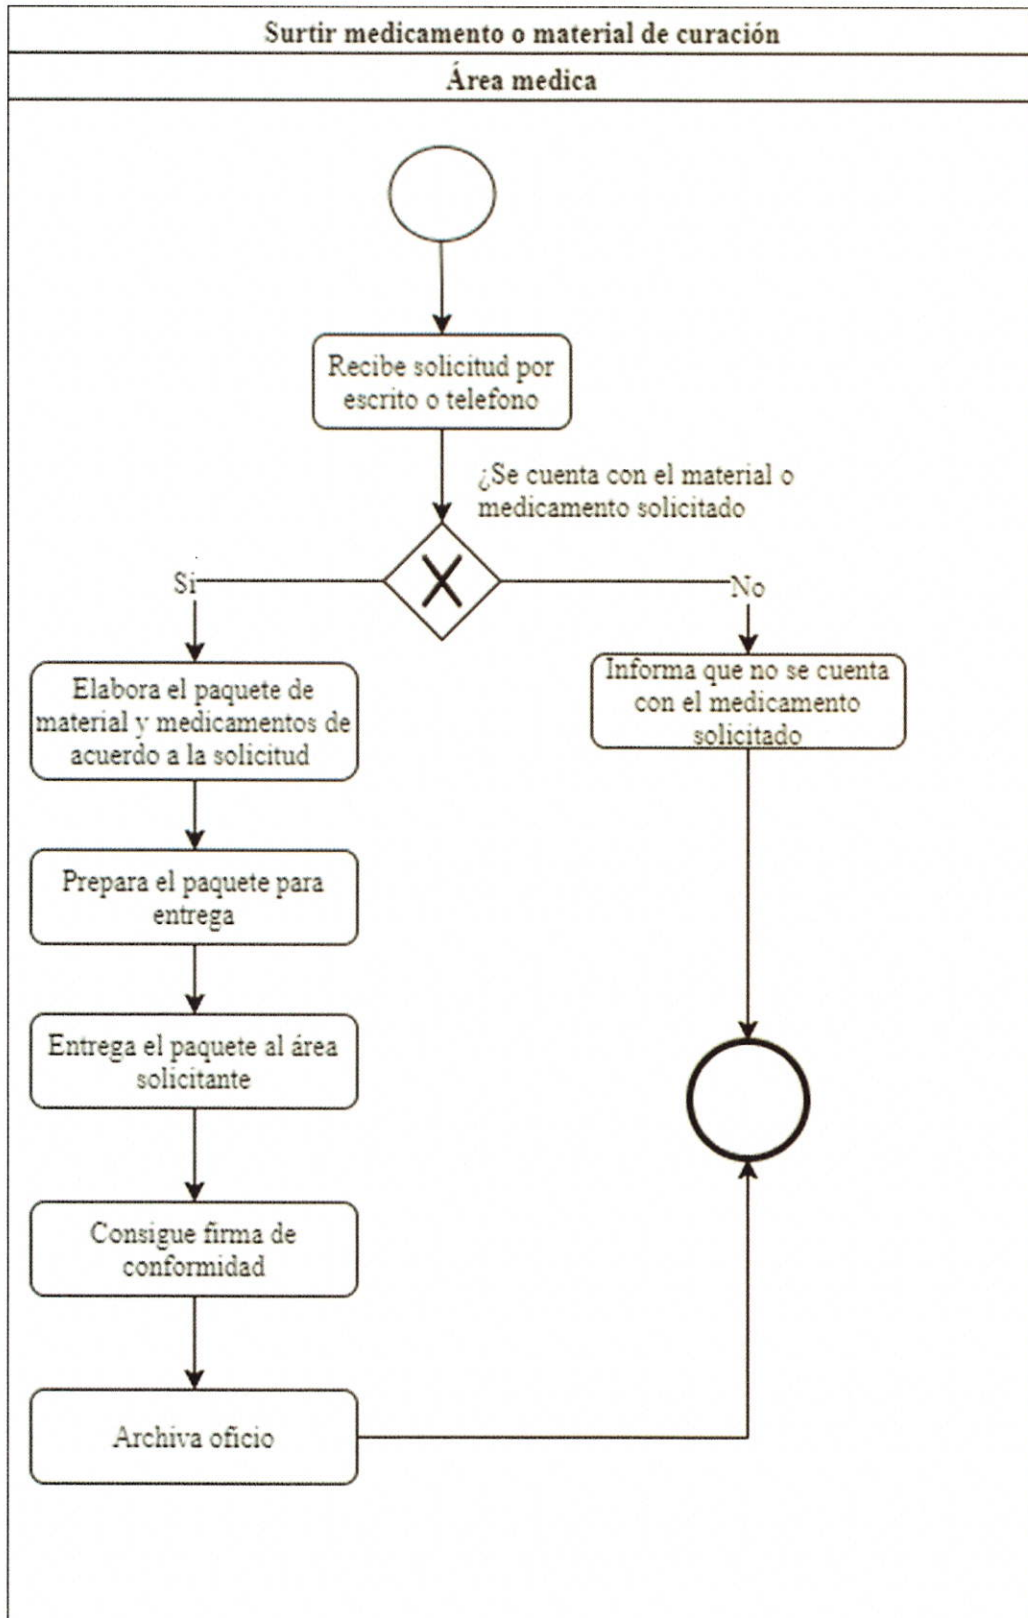 Surtir medicamento o material de curación
Área medica
Recibe solicitud por
escrito o telefono
¿Se cuenta con el material o
medicamento solicitado
Si
No
Elabora el paquete de
material y medicamentos de
acuerdo a la solicitud
Informa que no se cuenta
con el medicamento
solicitado
Prepara el paquete para
entrega
Entrega el paquete al área
solicitante
Consigue firma de
conformidad
Archiva oficio